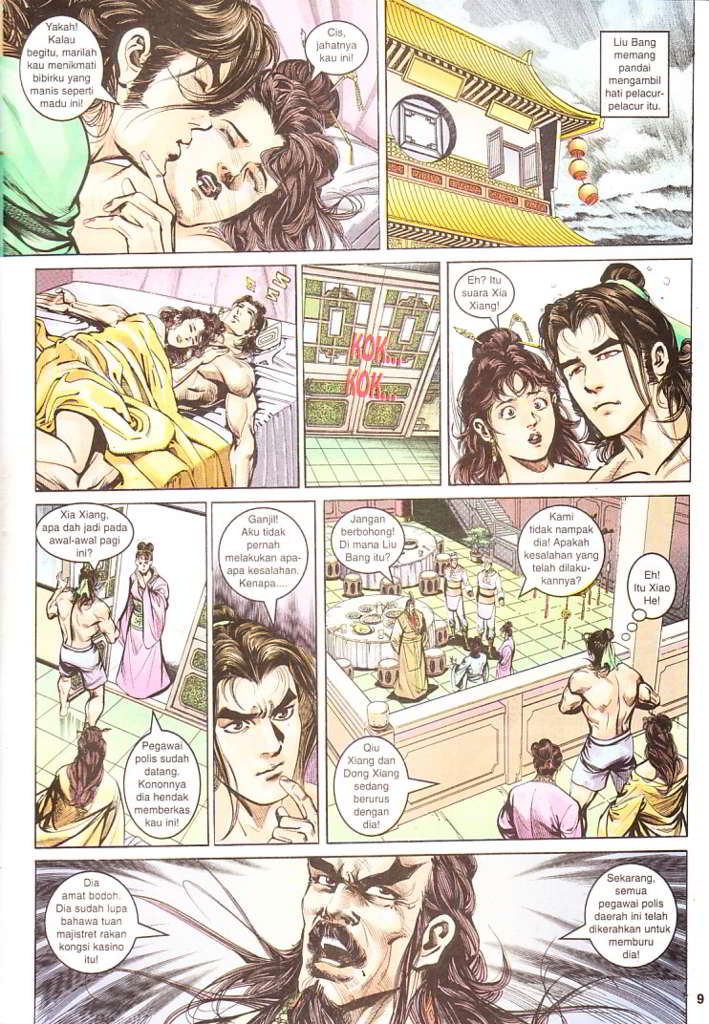 Yakah!
Kalau
begitu, marilah
kau menikmati
bibirku yang
manis seperti
madu ini!
Cis,
jahatnya
kau ini!
Liu Bang
memang
pandai
mengambil
hati pelacur-
pelacur itu.
KOK...
KOK...
Eh? Itu
suara Xia
Xiang!
Xia Xiang,
apa dah jadi pada
awal-awal pagi
ini?
Pegawai
polis sudah
datang.
Kononnya
dia hendak
memberkas
kau ini!
Ganjil!
Aku tidak
pernah
melakukan apa-
apa kesalahan.
Kenapa....
Jangan
berbohong!
Di mana Liu
Bang itu?
Kami
tidak nampak
dia! Apakah
kesalahan yang
telah dilaku-
kannya?
Eh!
Itu Xiao
He!
Qiu
Xiang dan
Dong Xiang
sedang
berurus
dengan
dia!
Dia
amat bodoh.
Dia sudah lupa
bahawa tuan
majistret rakan
kongsi kasino
itu!
Sekarang,
semua
pegawai polis
daerah ini telah
dikerahkan untuk
memburu
dia!
9